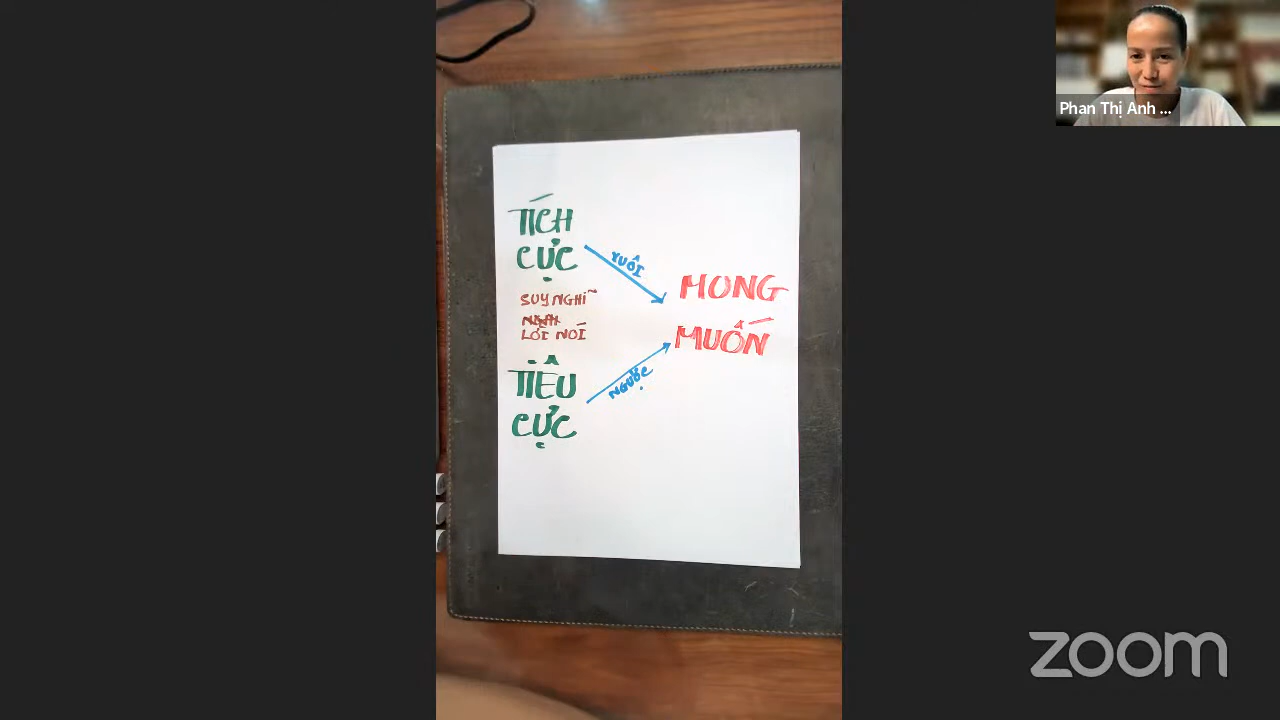 TÍCH
CỰC
XUÔI
MONG
MUỐN
SUY NGHĨ
LỜI NÓI
TIÊU
CỰC
NGƯỢC
Phan Thị Anh ...
zoom